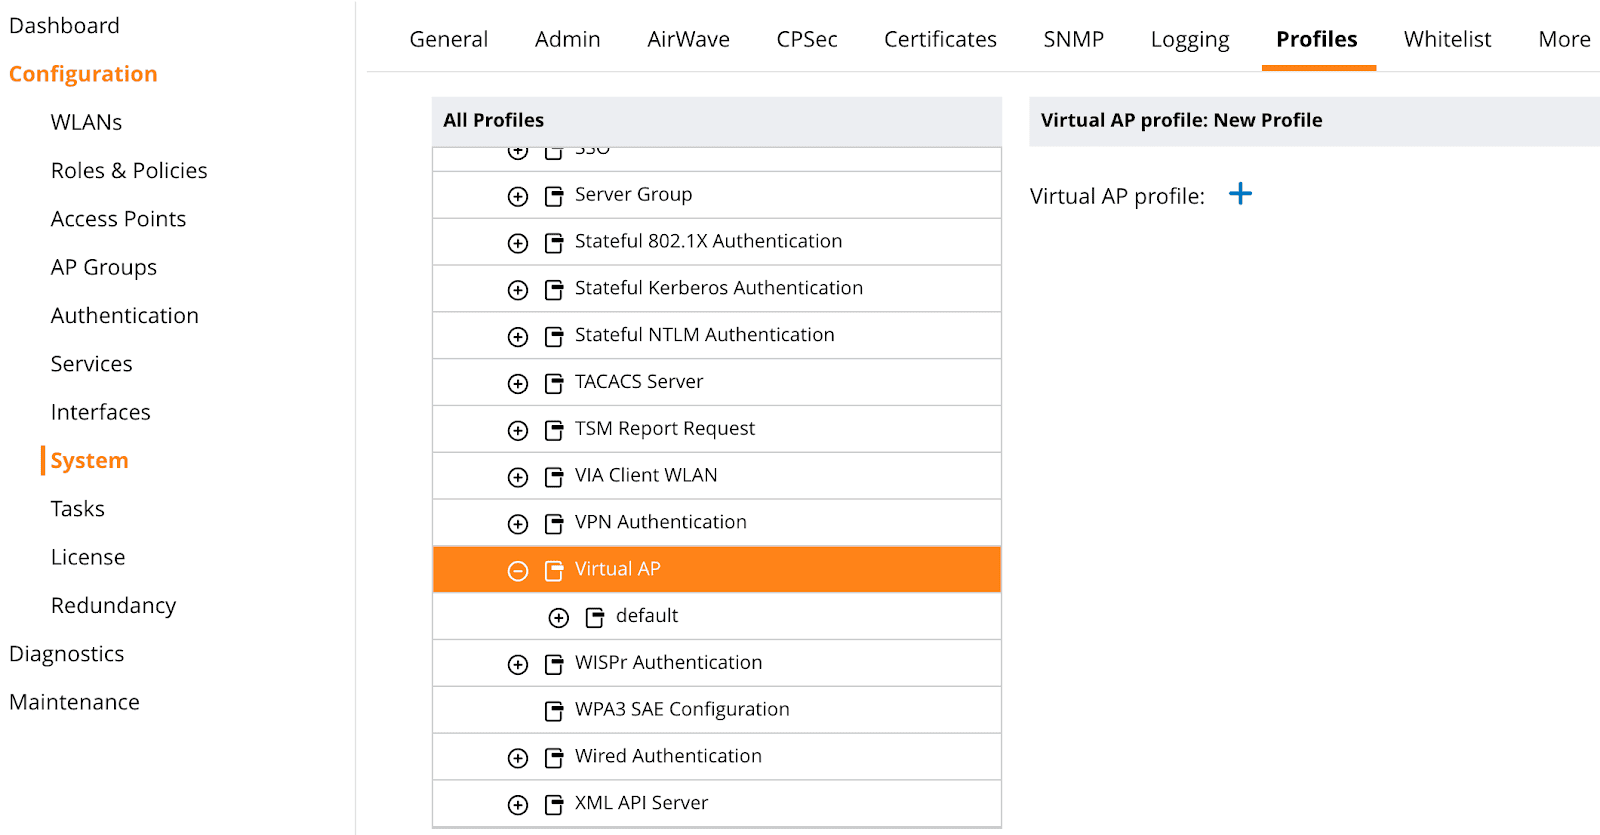 Dashboard
Configuration
WLANs
Roles & Policies
Access Points
AP Groups
Authentication
Services
Interfaces
System
Tasks
License
Redundancy
Diagnostics
Maintenance
General Admin AirWave CPSec Certificates SNMP Logging Profiles Whitelist More
All Profiles
SSO
Server Group
Stateful 802.1X Authentication
Stateful Kerberos Authentication
Stateful NTLM Authentication
TACACS Server
TSM Report Request
VIA Client WLAN
VPN Authentication
Virtual AP
default
WISPr Authentication
WPA3 SAE Configuration
Wired Authentication
XML API Server
Virtual AP profile: New Profile
Virtual AP profile: